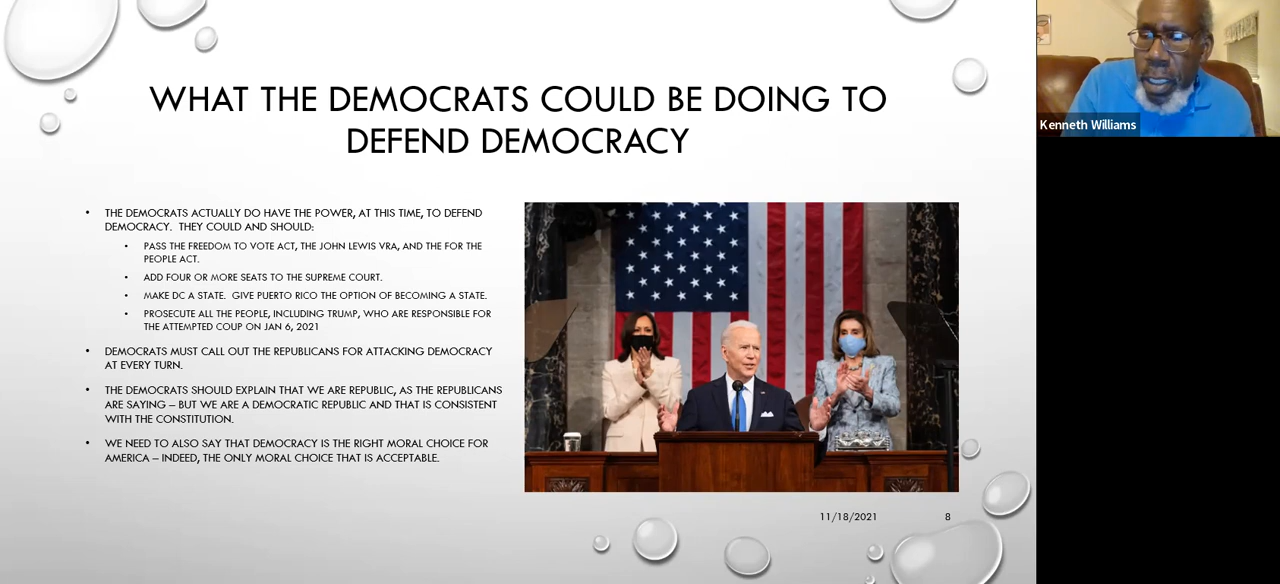 WHAT THE DEMOCRATS COULD BE DOING TO
DEFEND DEMOCRACY
• THE DEMOCRATS ACTUALLY DO HAVE THE POWER, AT THIS TIME, TO DEFEND
DEMOCRACY. THEY COULD AND SHOULD:
• PASS THE FREEDOM TO VOTE ACT, THE JOHN LEWIS VRA, AND THE FOR THE
PEOPLE ACT.
• ADD FOUR OR MORE SEATS TO THE SUPREME COURT.
• MAKE DC A STATE. GIVE PUERTO RICO THE OPTION OF BECOMING A STATE.
• PROSECUTE ALL THE PEOPLE, INCLUDING TRUMP, WHO ARE RESPONSIBLE FOR
THE ATTEMPTED COUP ON JAN 6, 2021
• DEMOCRATS MUST CALL OUT THE REPUBLICANS FOR ATTACKING DEMOCRACY
AT EVERY TURN.
• THE DEMOCRATS SHOULD EXPLAIN THAT WE ARE REPUBLIC, AS THE REPUBLICANS
ARE SAYING – BUT WE ARE A DEMOCRATIC REPUBLIC AND THAT IS CONSISTENT
WITH THE CONSTITUTION.
• WE NEED TO ALSO SAY THAT DEMOCRACY IS THE RIGHT MORAL CHOICE FOR
AMERICA – INDEED, THE ONLY MORAL CHOICE THAT IS ACCEPTABLE.
11/18/2021 8
Kenneth Williams